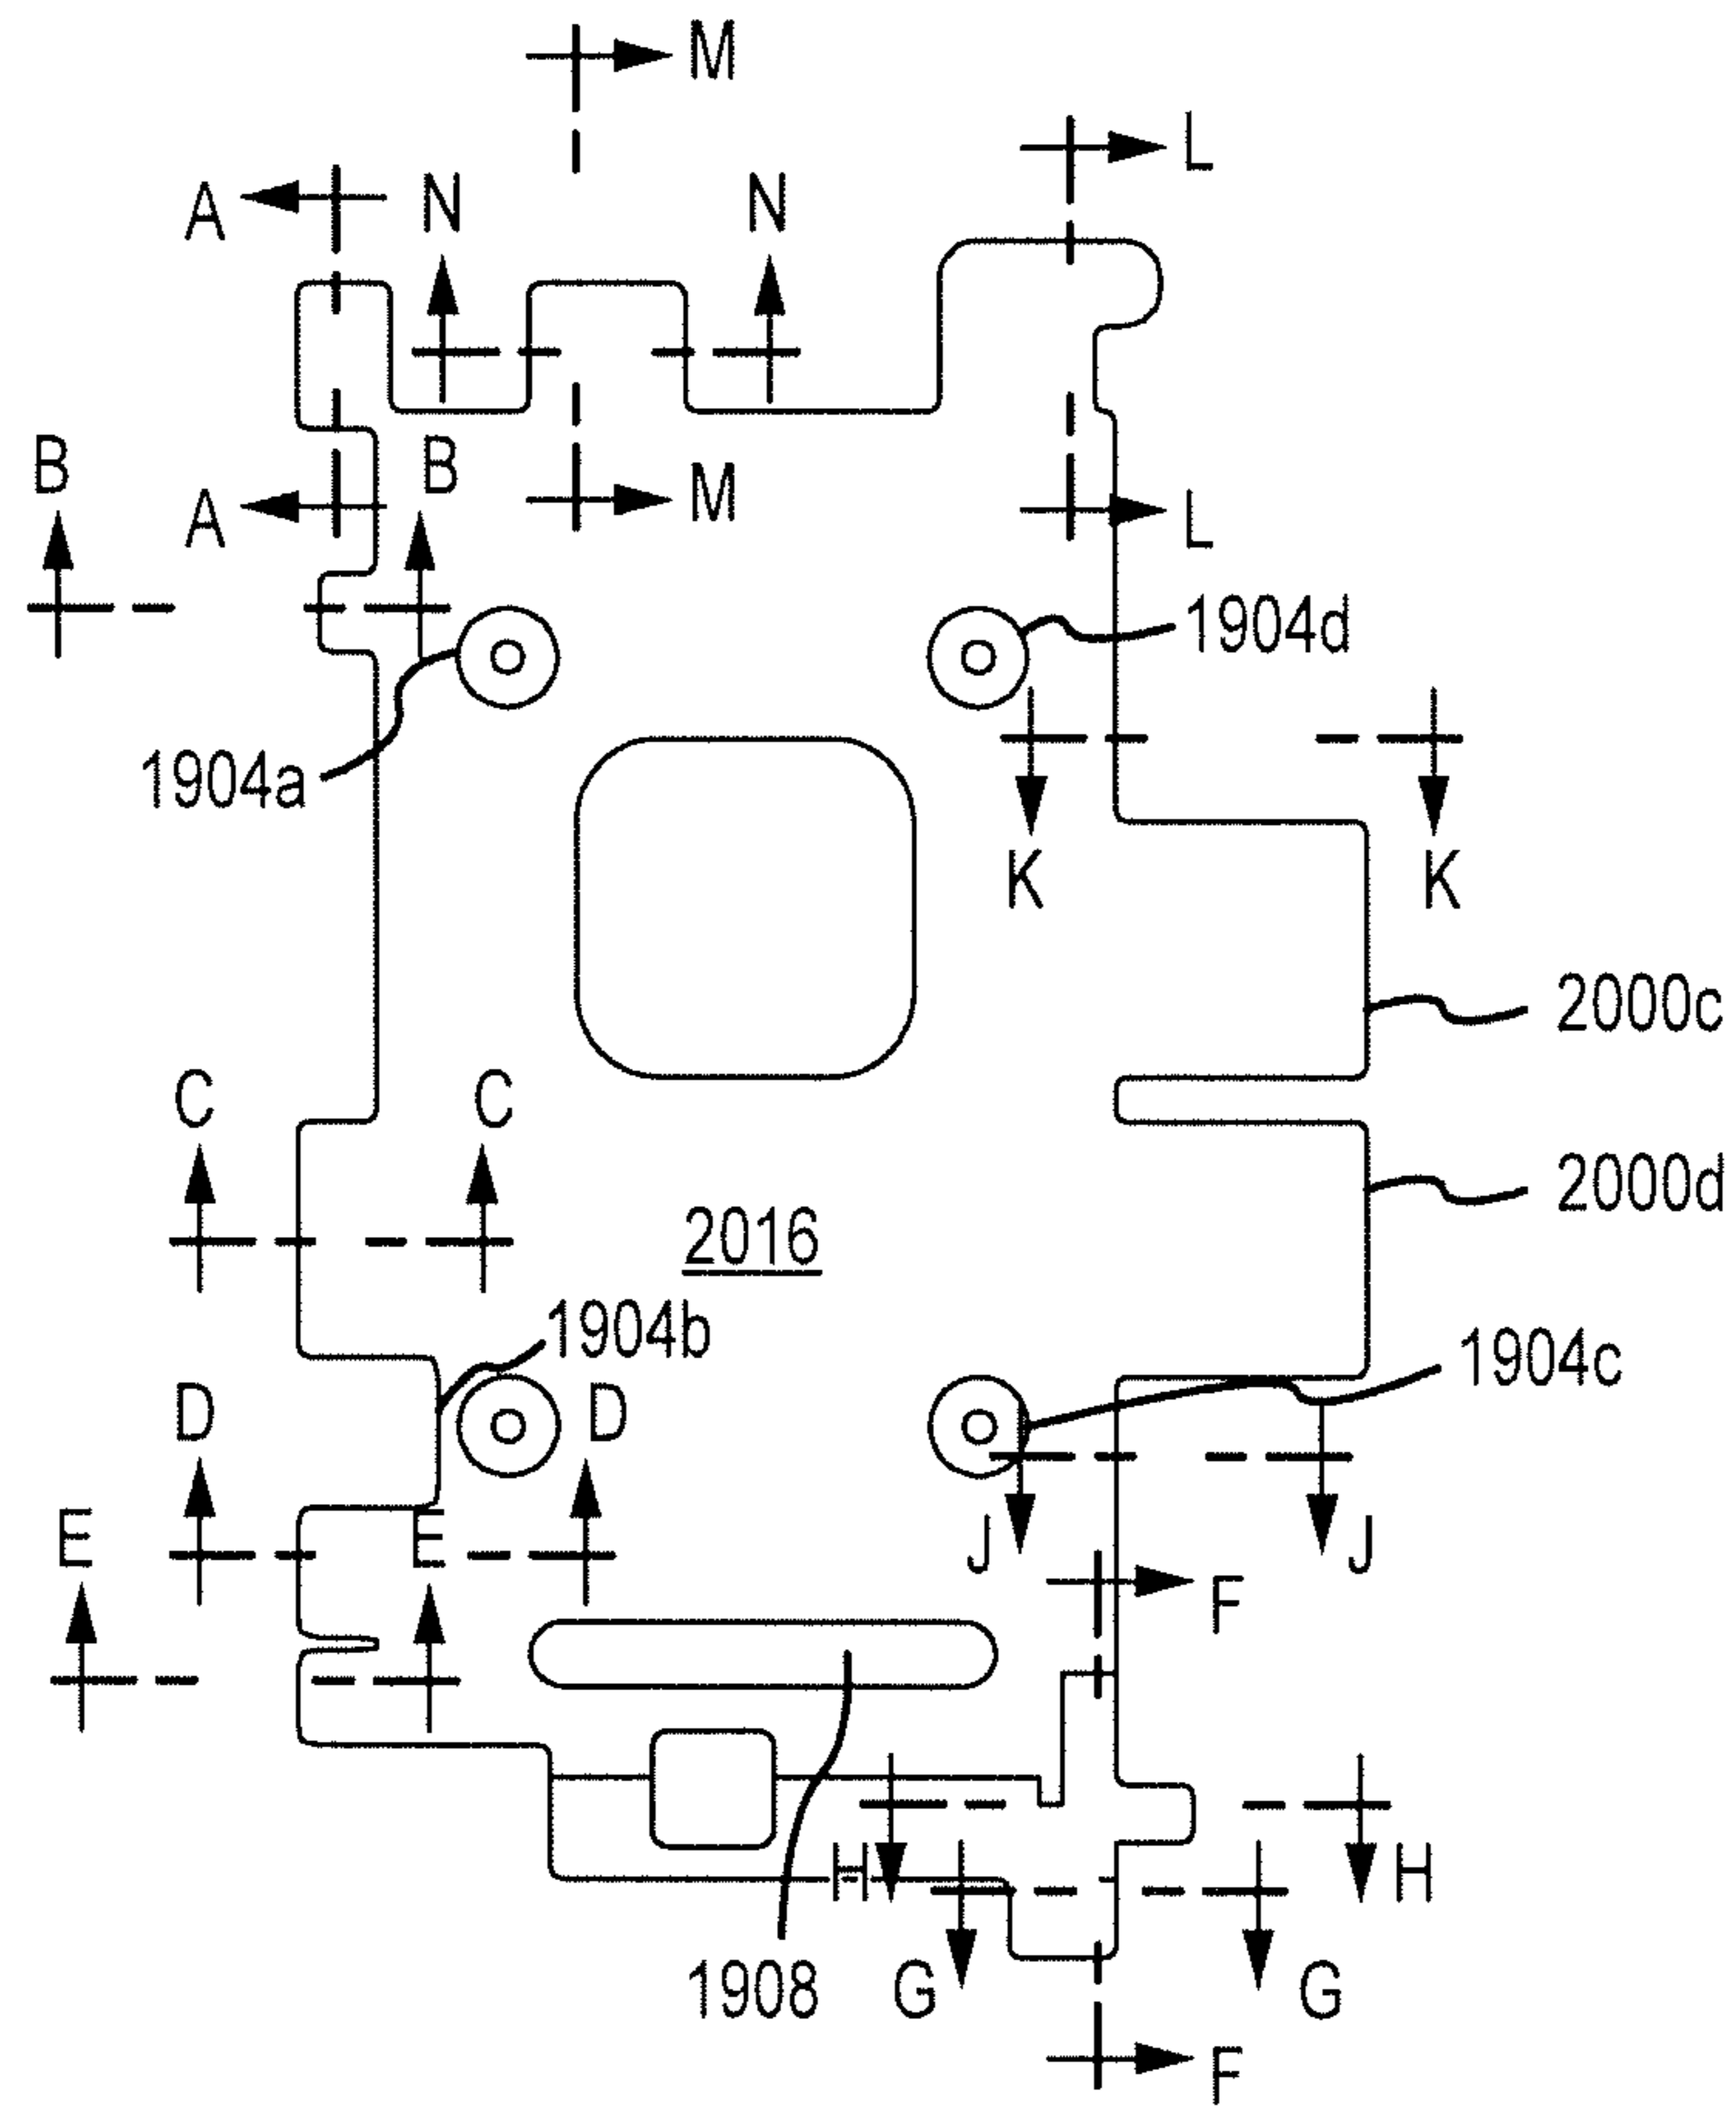 M
L
A N N
B B
A M L
1904d
1904a
K K
2000c
C C
2000d
2016
1904b 1904c
D D
E E J J
F
H H
1908 G G
F